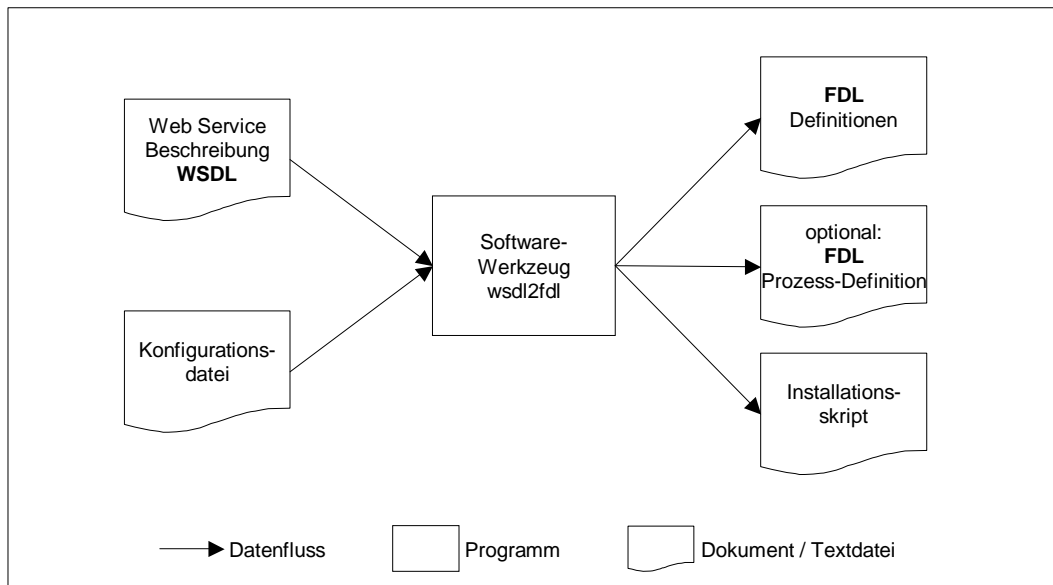 Web Service
Beschreibung
WSDL
Konfigurations-
datei
Software-
Werkzeug
wsdl2fdl
FDL
Definitionen
optional:
FDL
Prozess-Definition
Installations-
skript
Datenfluss
Programm
Dokument / Textdatei